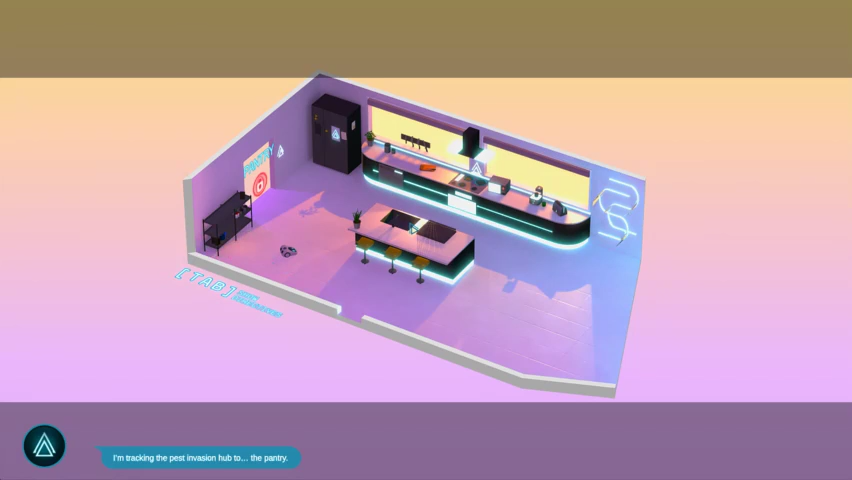 PANTRY
[TAB]
I'm tracking the pest invasion hub to... the pantry.